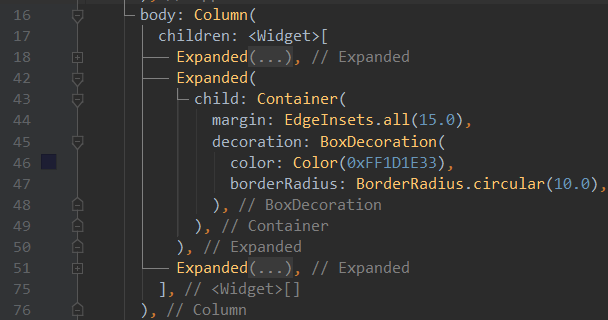 16 body: Column(
17 children: <Widget>[
18 Expanded(...), // Expanded
42 Expanded(
43 child: Container(
44 margin: EdgeInsets.all(15.0),
45 decoration: BoxDecoration(
46 color: Color(0xFF1D1E33),
47 borderRadius: BorderRadius.circular(10.0),
48 ), // BoxDecoration
49 ), // Container
50 ), // Expanded
51 Expanded(...), // Expanded
75 ], // <Widget>[]
76 ), // Column